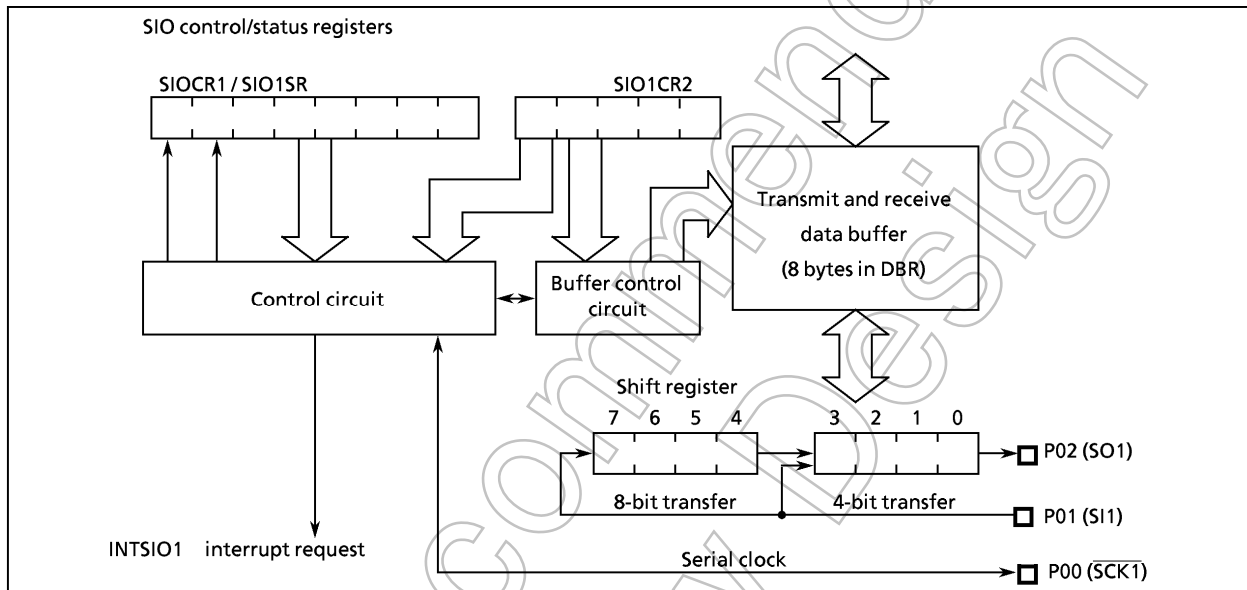 SIO control/status registers
SIOCR1 / SIO1SR
SIO1CR2
Transmit and receive
data buffer
(8 bytes in DBR)
Control circuit
Buffer control
circuit
Shift register
7 6 5 4 3 2 1 0
P02 (SO1)
8-bit transfer 4-bit transfer
P01 (SI1)
INTSIO1 interrupt request
Serial clock
P00 (SCK1)
commend
Design